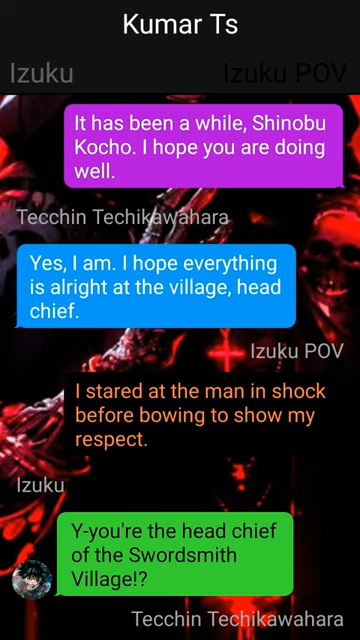 Kumar Ts
Izuku
Izuku POV
It has been a while, Shinobu
Kocho. I hope you are doing
well.
Tecchin Techikawahara
Yes, I am. I hope everything
is alright at the village, head
chief.
Izuku POV
I stared at the man in shock
before bowing to show my
respect.
Izuku
Y-you're the head chief
of the Swordsmith
Village!?
Tecchin Techikawahara